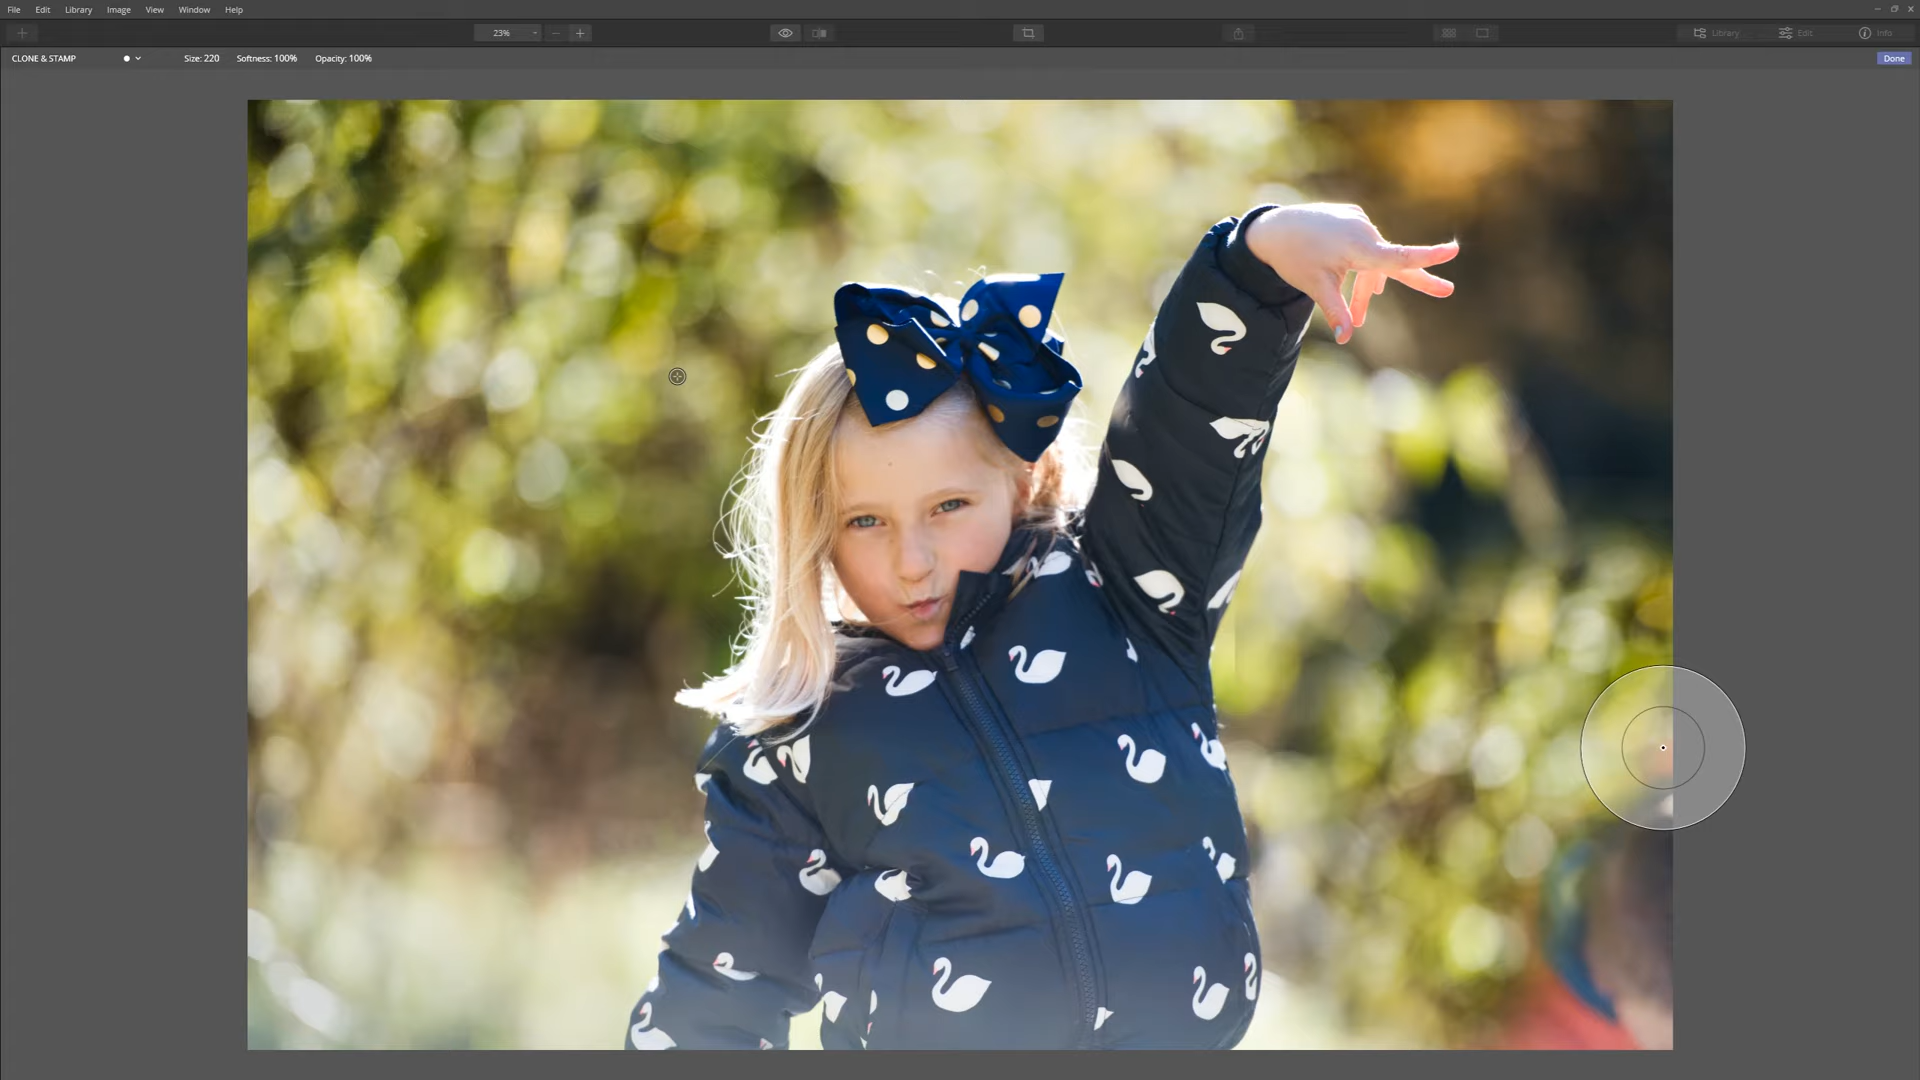 File Edit Library Image View Window Help
23%
Library Edit Info
CLONE & STAMP Size: 220 Softness: 100% Opacity: 100% Done